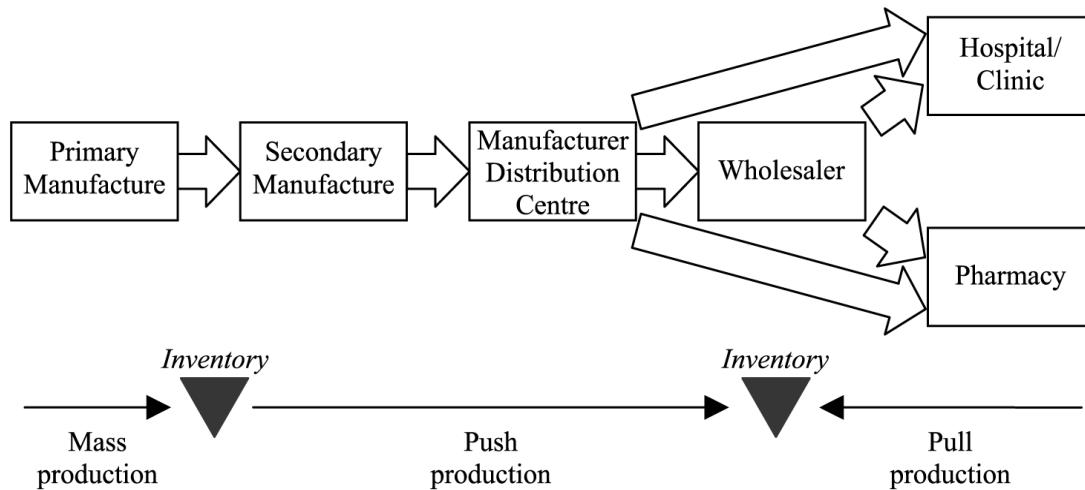 Hospital/
Clinic
Primary
Manufacture
Secondary
Manufacture
Manufacturer
Distribution
Centre
Wholesaler
Pharmacy
Inventory
Inventory
Mass
production
Push
production
Pull
production